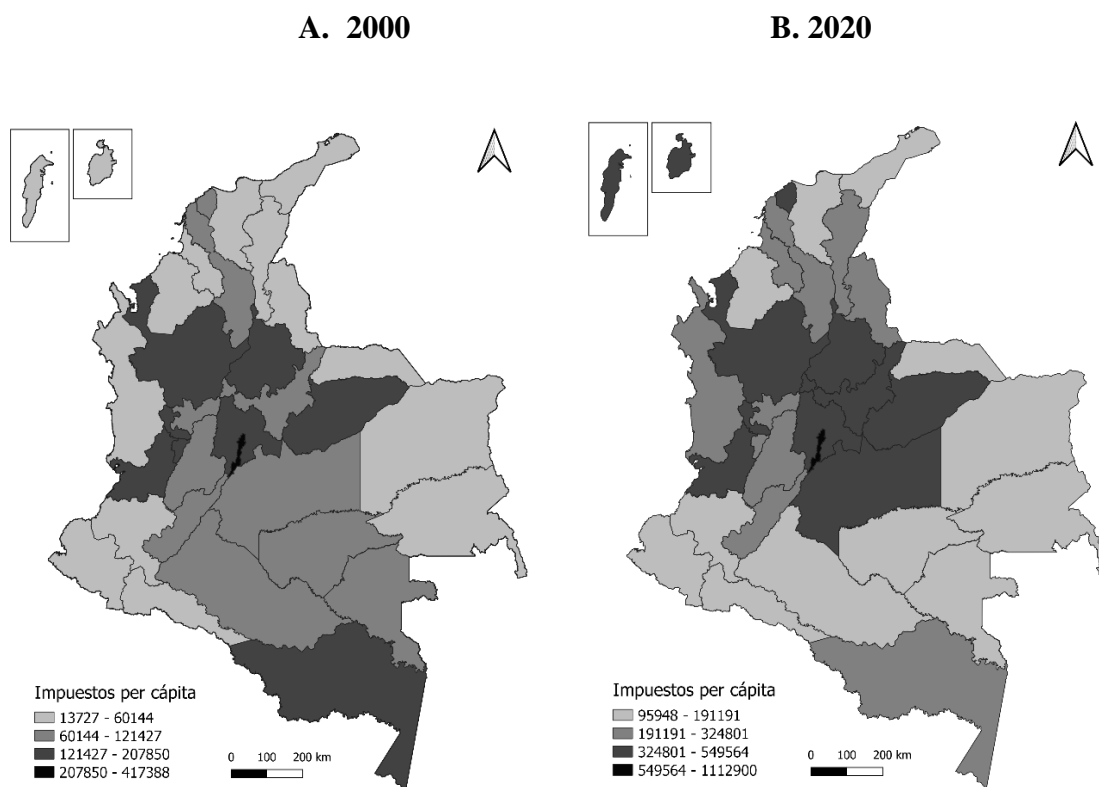 A. 2000
B. 2020
Impuestos per cápita
13727 - 60144
60144 - 121427
121427 - 207850
207850 - 417388
0 100 200 km
Impuestos per cápita
95948 - 191191
191191 - 324801
324801 - 549564
549564 - 1112900
0 100 200 km